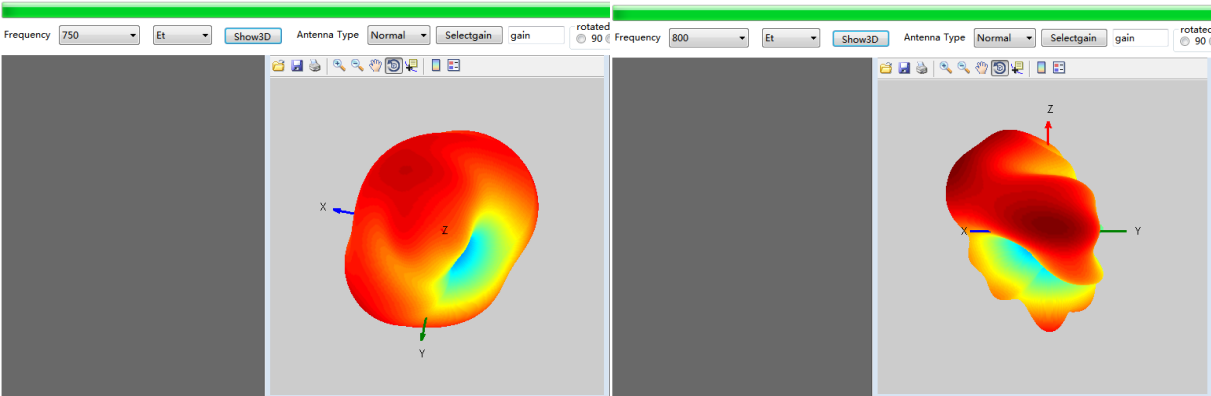 Frequency 750 Et Show3D Antenna Type Normal Selectgain gain rotated 90
X
Z
Y
Frequency 800 Et Show3D Antenna Type Normal Selectgain gain rotated 90
Z
X Y